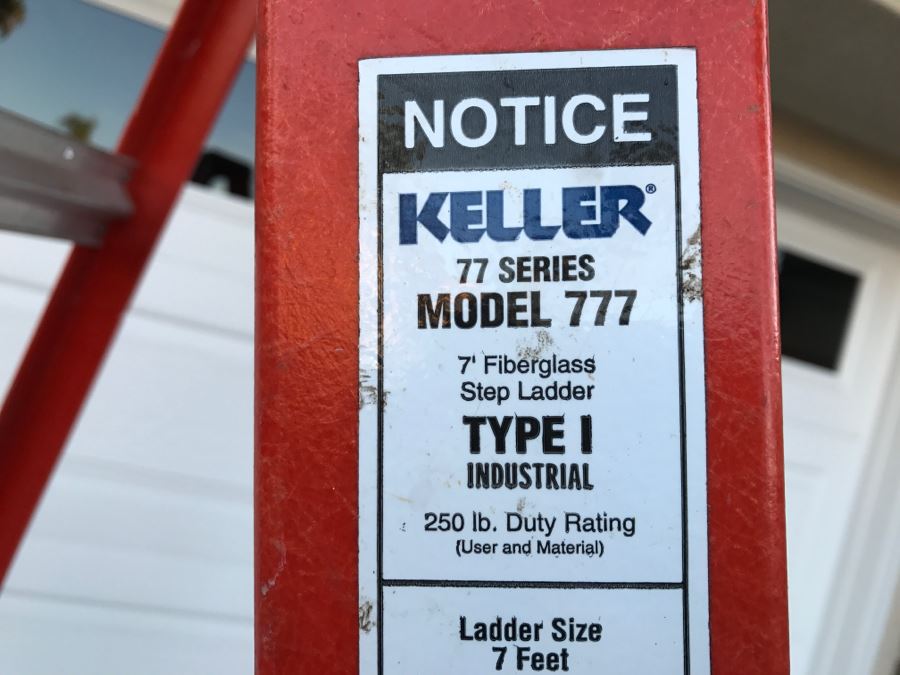 NOTICE
KELLER®
77 SERIES
MODEL 777
7' Fiberglass
Step Ladder
TYPE I
INDUSTRIAL
250 lb. Duty Rating
(User and Material)
Ladder Size
7 Feet